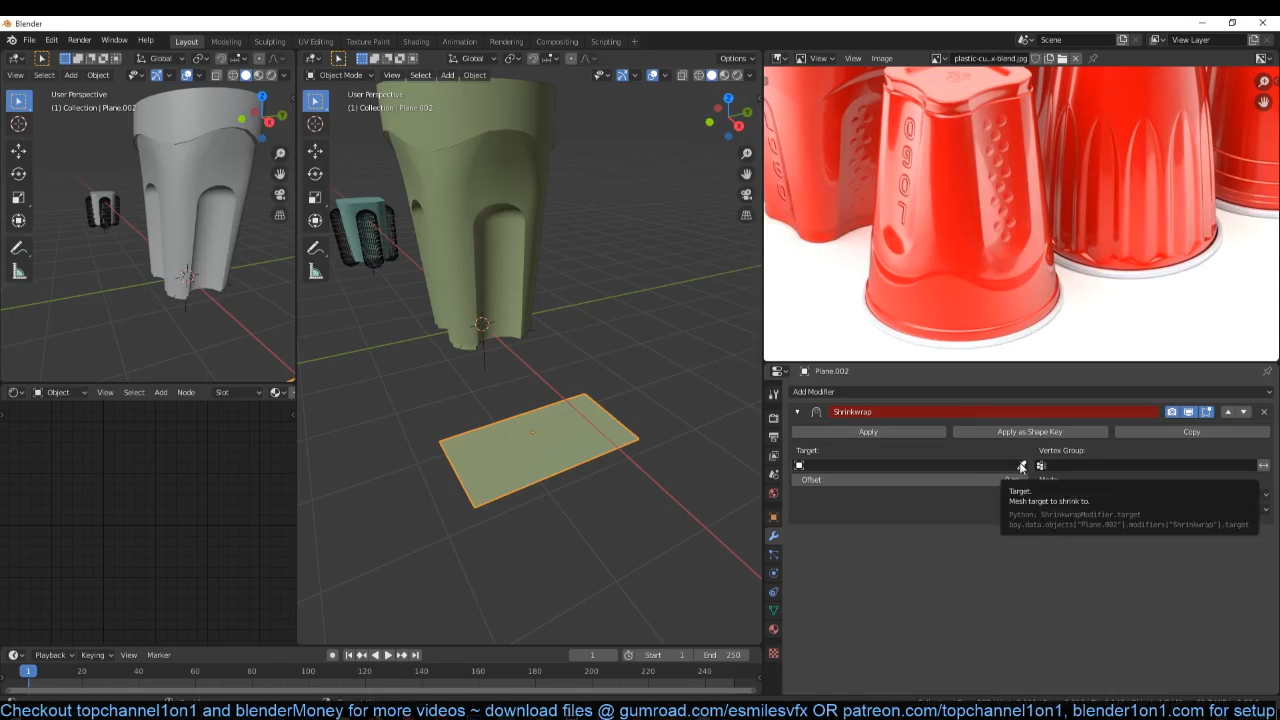 Blender
File Edit Render Window Help Layout Modeling Sculpting UV Editing Texture Paint Shading Animation Rendering Compositing Scripting + Scene View Layer
Global Global Options View Image plastic-cu...x-blend.jpg
View Select Add Object Object Mode View Select Add Object
User Perspective
(1) Collection | Plane.002
User Perspective
(1) Collection | Plane.002
Z Y X
Z Y X
Plane.002
Add Modifier
Shrinkwrap
Apply Apply as Shape Key Copy
Target: Vertex Group:
Offset
Mode:
Target.
Mesh target to shrink to.
Python: ShrinkwrapModifier.target
bpy.data.objects["Plane.002"].modifiers["Shrinkwrap"].target
Object View Select Add Node Slot
Playback Keying View Marker 1 Start 1 End 250
1 20 40 60 80 100 120 140 160 180 200 220 240
Checkout topchannel1on1 and blenderMoney for more videos ~ download files @ gumroad.com/esmilesvfx OR patreon.com/topchannel1on1, blender1on1.com for setup